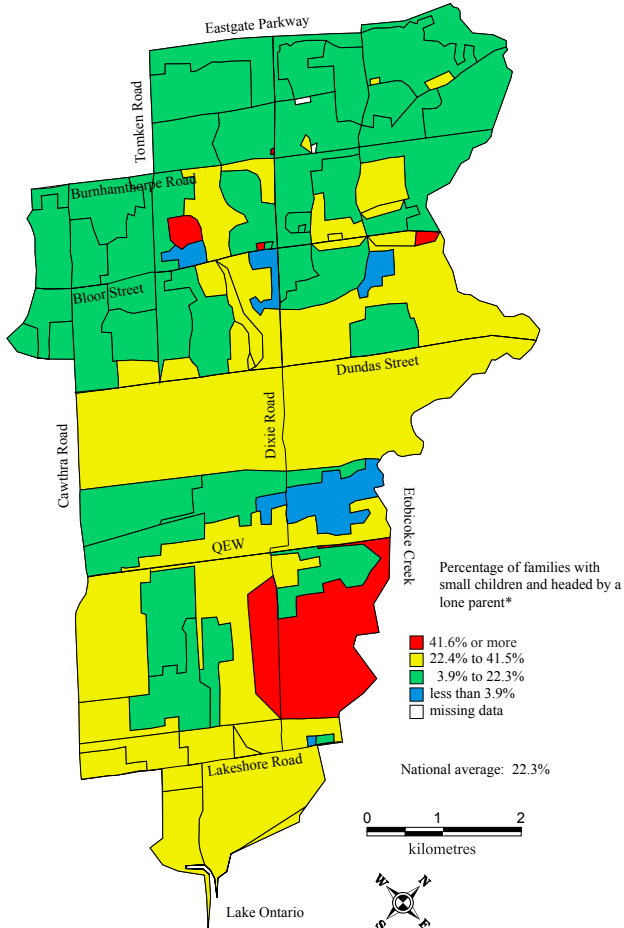 Eastgate Parkway
Tomken Road
Burnhamthorpe Road
Bloor Street
Dundas Street
Dixie Road
Cawthra Road
Etobicoke Creek
QEW
Percentage of families with
small children and headed by a
lone parent*
41.6% or more
22.4% to 41.5%
3.9% to 22.3%
less than 3.9%
missing data
Lakeshore Road
National average: 22.3%
0 1 2
kilometres
W N
S E
Lake Ontario